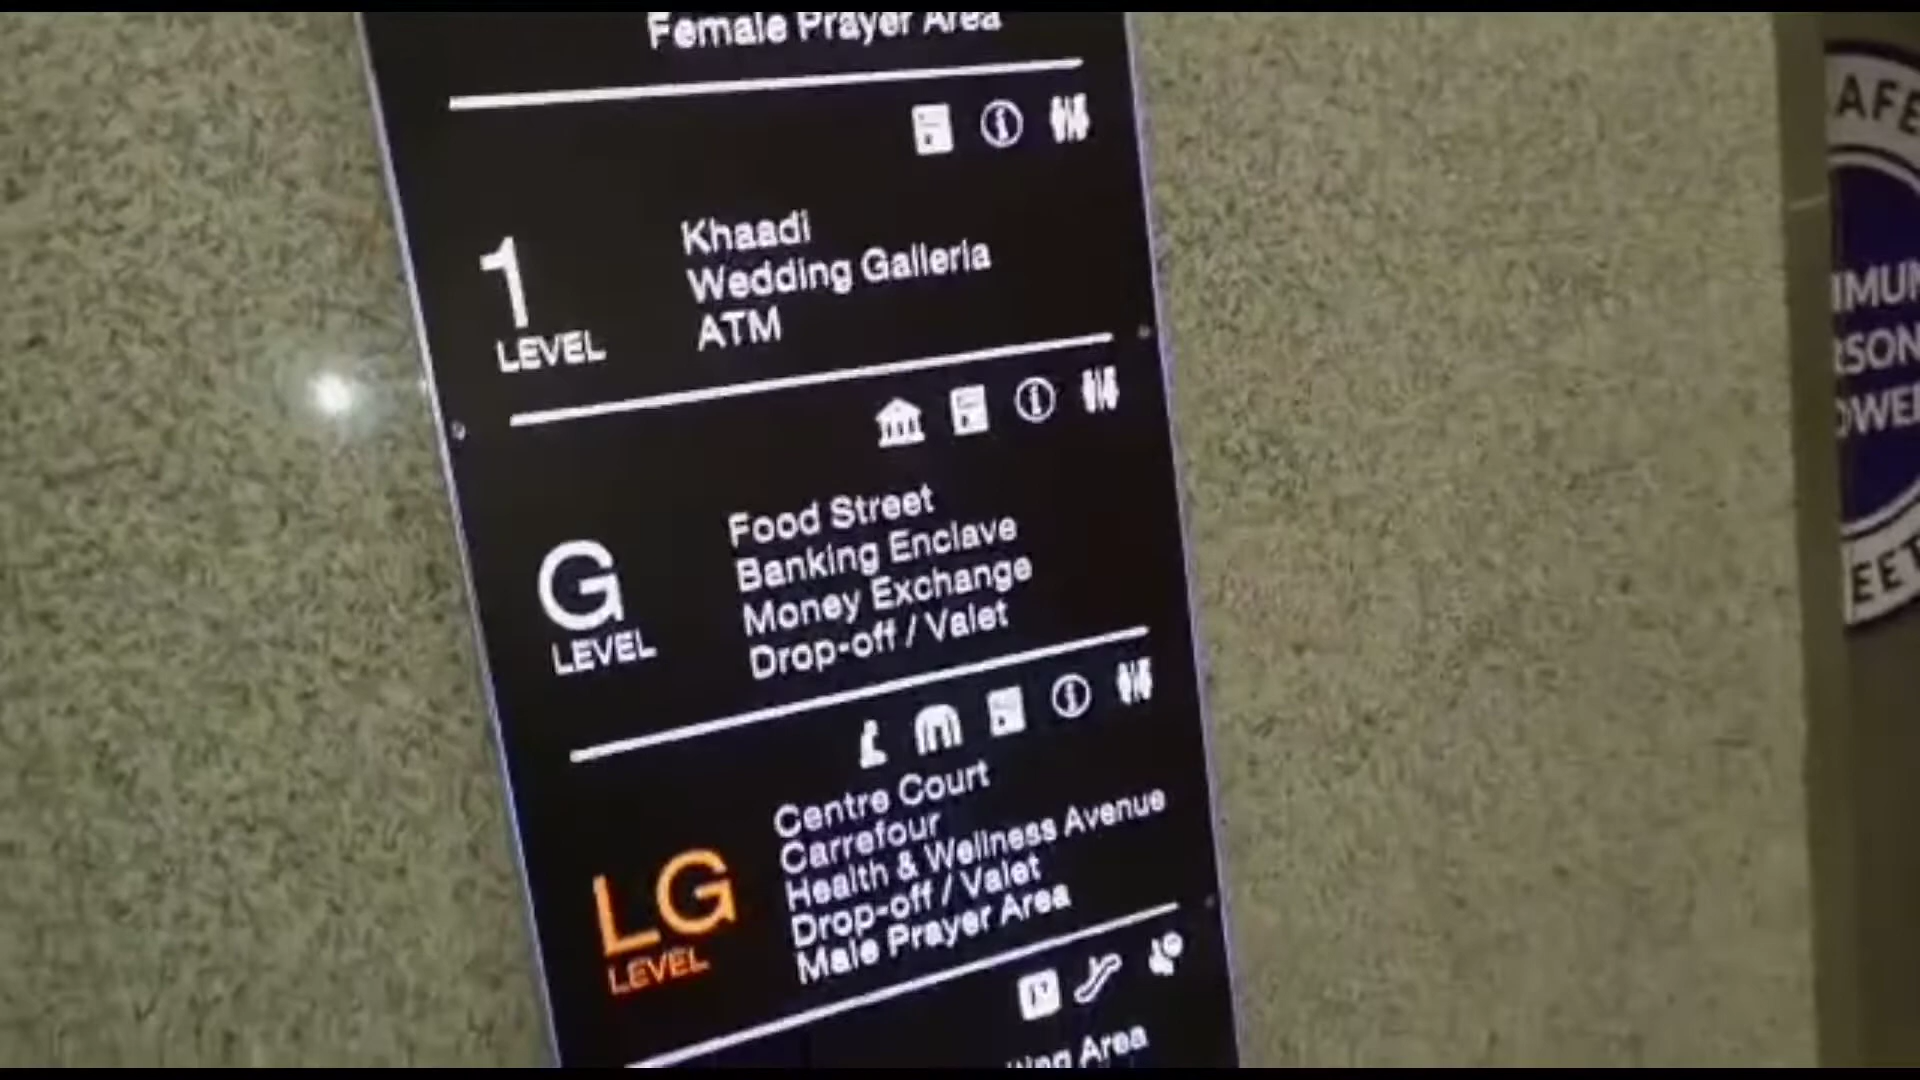 Female Prayer Area
1
LEVEL
Khaadi
Wedding Galleria
ATM
G
LEVEL
Food Street
Banking Enclave
Money Exchange
Drop-off / Valet
LG
LEVEL
Centre Court
Carrefour
Health & Wellness Avenue
Drop-off / Valet
Male Prayer Area
Area